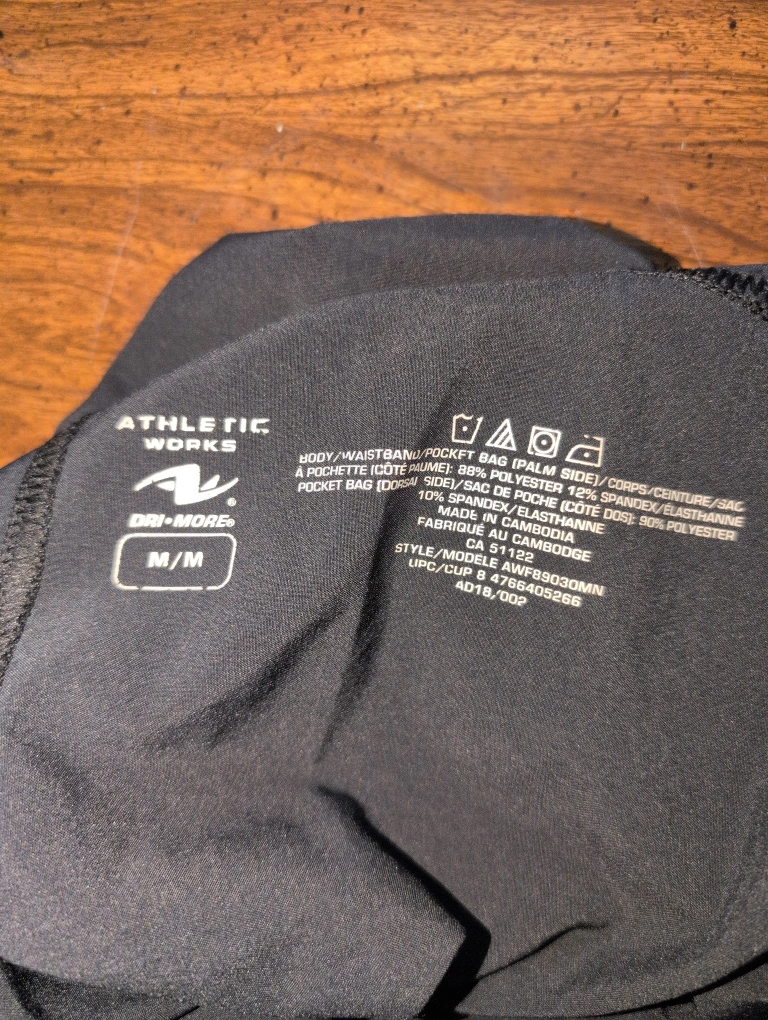 ATHLETIC
WORKS
DRI•MORE®
M/M
BODY/WAISTBAND/POCKET BAG (PALM SIDE)/CORPS/CEINTURE/SAC
À POCHETTE (CÔTÉ PAUME): 88% POLYESTER 12% SPANDEX/ÉLASTHANNE
POCKET BAG (DORSAL SIDE)/SAC DE POCHE (CÔTÉ DOS): 90% POLYESTER
10% SPANDEX/ELASTHANNE
MADE IN CAMBODIA
FABRIQUÉ AU CAMBODGE
CA 51122
STYLE/MODÈLE AWF89030MN
UPC/CUP 8 4766405266
4D18/002